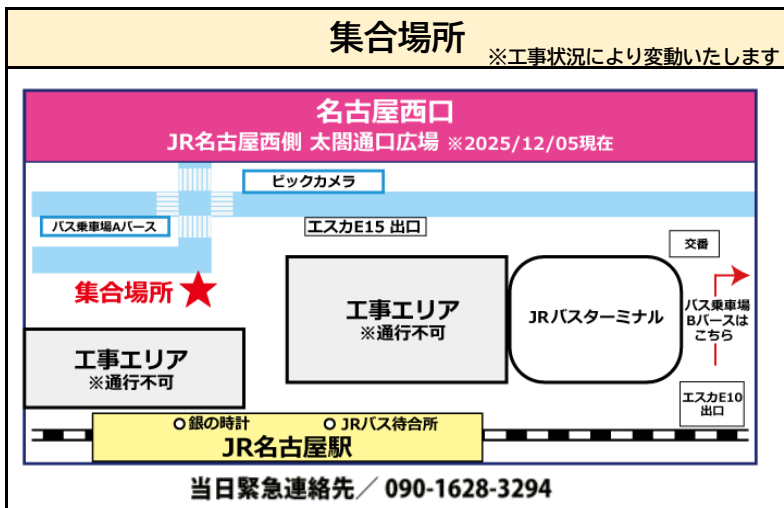 集合場所
※工事状況により変動いたします
名古屋西口
JR名古屋西側 太閤通口広場 ※2025/12/05現在
ビックカメラ
バス乗車場Aバース
エスカE15 出口
交番
集合場所
工事エリア
※通行不可
JRバスターミナル
バス乗車場
Bバースは
こちら
工事エリア
※通行不可
エスカE10
出口
銀の時計
JRバス待合所
JR名古屋駅
当日緊急連絡先／ 090-1628-3294